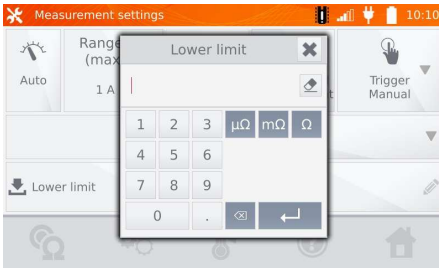 Measurement settings 10:10
Range
(max
Lower limit
Auto
1 A
t
Trigger
Manual
1 2 3 μΩ mΩ Ω
4 5 6
7 8 9
0 .
Lower limit